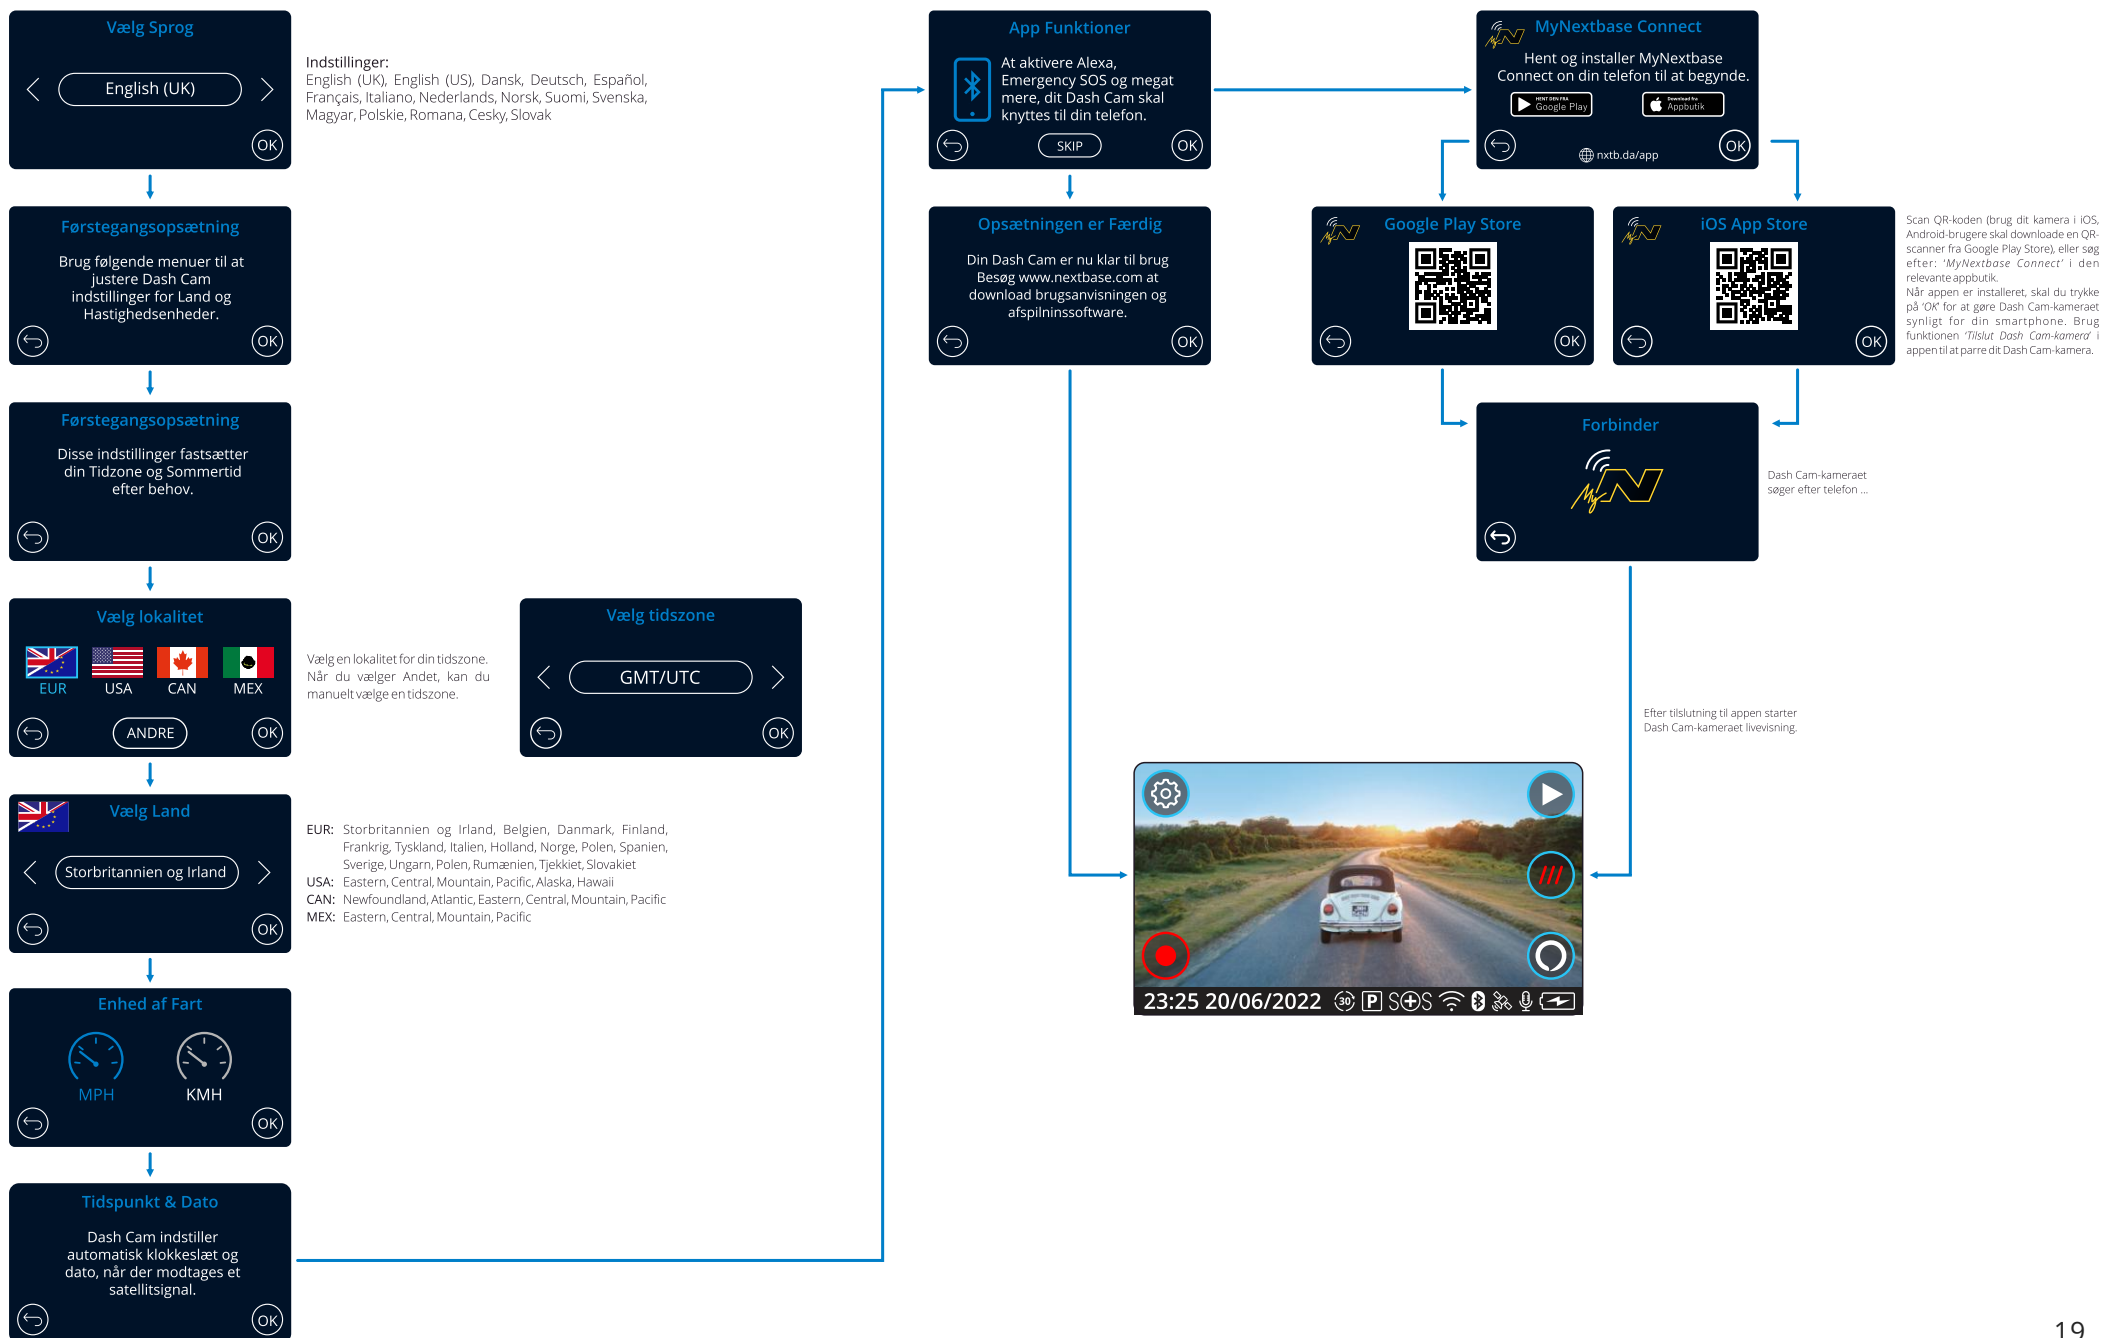 Vælg Sprog
English (UK)
OK
Indstillinger:
English (UK), English (US), Dansk, Deutsch, Español,
Français, Italiano, Nederlands, Norsk, Suomi, Svenska,
Magyar, Polskie, Romana, Cesky, Slovak
Førstegangsopsætning
Brug følgende menuer til at
justere Dash Cam
indstillinger for Land og
Hastighedsenheder.
OK
Førstegangsopsætning
Disse indstillinger fastsætter
din Tidzone og Sommertid
efter behov.
OK
Vælg lokalitet
EUR USA CAN MEX
ANDRE
OK
Vælg en lokalitet for din tidszone.
Når du vælger Andet, kan du
manuelt vælge en tidszone.
Vælg tidszone
GMT/UTC
OK
Vælg Land
Storbritannien og Irland
OK
EUR: Storbritannien og Irland, Belgien, Danmark, Finland,
Frankrig, Tyskland, Italien, Holland, Norge, Polen, Spanien,
Sverige, Ungarn, Polen, Rumænien, Tjekkiet, Slovakiet
USA: Eastern, Central, Mountain, Pacific, Alaska, Hawaii
CAN: Newfoundland, Atlantic, Eastern, Central, Mountain, Pacific
MEX: Eastern, Central, Mountain, Pacific
Enhed af Fart
MPH KMH
OK
Tidspunkt & Dato
Dash Cam indstiller
automatisk klokkeslæt og
dato, når der modtages et
satellitsignal.
OK
App Funktioner
At aktivere Alexa,
Emergency SOS og megat
mere, dit Dash Cam skal
knyttes til din telefon.
SKIP
OK
Opsætningen er Færdig
Din Dash Cam er nu klar til brug
Besøg www.nextbase.com at
download brugsanvisningen og
afspilninssoftware.
OK
My N
MyNextbase Connect
Hent og installer MyNextbase
Connect on din telefon til at begynde.
HENT DEN FRA
Google Play
Download fra
Appbutik
nxtb.da/app
OK
My N
Google Play Store
OK
My N
iOS App Store
OK
Scan QR-koden (brug dit kamera i iOS,
Android-brugere skal downloade en QR-
scanner fra Google Play Store), eller søg
efter: ‘MyNextbase Connect’ i den
relevante appbutik.
Når appen er installeret, skal du trykke
på ‘OK’ for at gøre Dash Cam-kameraet
synligt for din smartphone. Brug
funktionen ‘Tilslut Dash Cam-kamera’ i
appen til at parre dit Dash Cam-kamera.
Forbinder
My N
Dash Cam-kameraet
søger efter telefon ...
Efter tilslutning til appen starter
Dash Cam-kameraet livevisning.
23:25 20/06/2022 30 P SOS
19